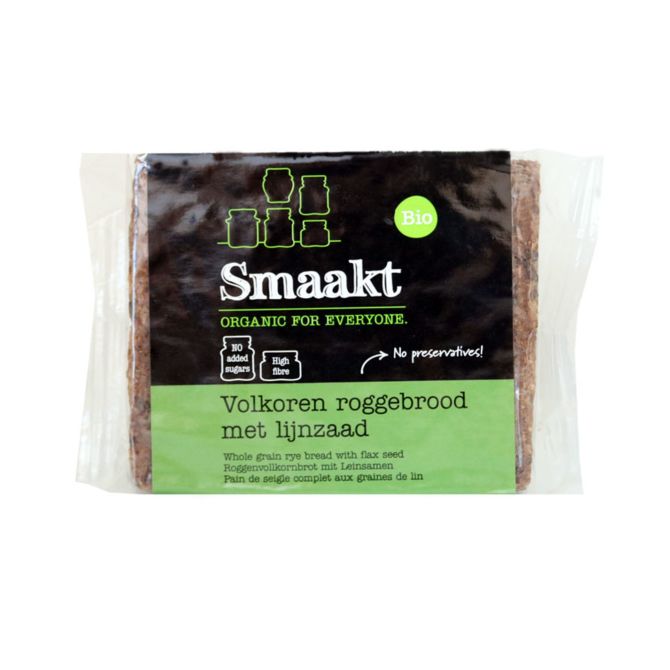 Bio
Smaakt
ORGANIC FOR EVERYONE.
NO
added
sugars
High
fibre
No preservatives!
Volkoren roggebrood
met lijnzaad
Whole grain rye bread with flax seed
Roggenvollkornbrot mit Leinsamen
Pain de seigle complet aux graines de lin